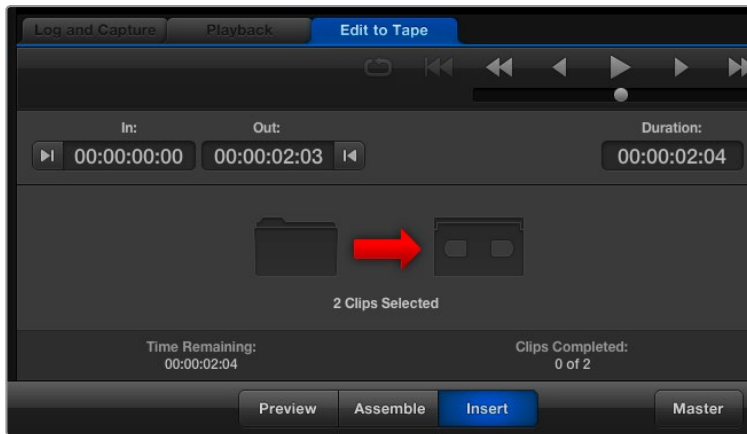 Log and Capture Playback Edit to Tape
In: Out: Duration:
00:00:00:00 00:00:02:03 00:00:02:04
2 Clips Selected
Time Remaining: Clips Completed:
00:00:02:04 0 of 2
Preview Assemble Insert Master